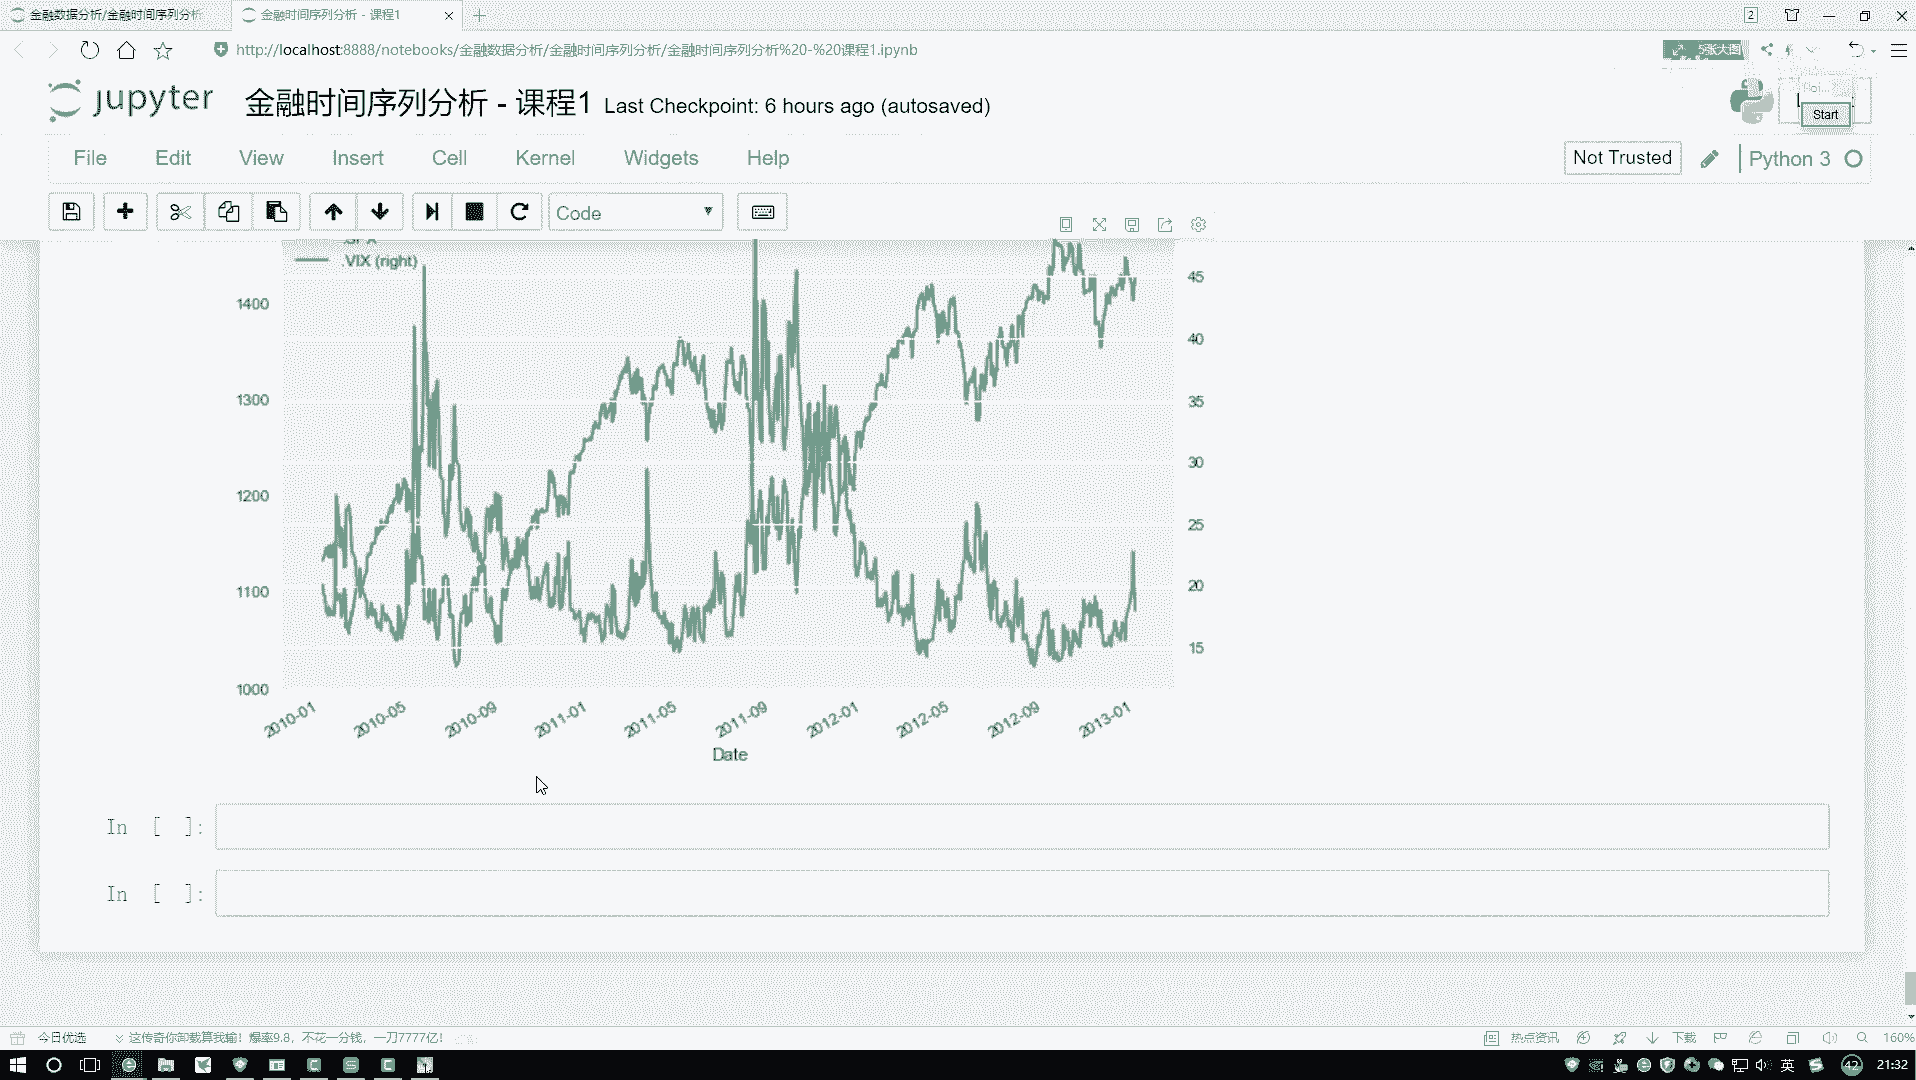 金融数据分析/金融时间序列分析
金融时间序列分析 - 课程1
2
http://localhost:8888/notebooks/金融数据分析/金融时间序列分析/金融时间序列分析%20-%20课程1.ipynb
5张大图
jupyter
金融时间序列分析 - 课程1 Last Checkpoint: 6 hours ago (autosaved)
Start
File Edit View Insert Cell Kernel Widgets Help
Not Trusted
Python 3
Code
.SPX
.VIX (right)
1400
1300
1200
1100
1000
45
40
35
30
25
20
15
2010-01 2010-05 2010-09 2011-01 2011-05 2011-09 2012-01 2012-05 2012-09 2013-01
Date
In [ ]:
In [ ]:
今日优选
这传奇你卸载算我输！爆率9.8，不花一分钱，一刀7777亿！
热点资讯
下载
160%
英
42
21:32